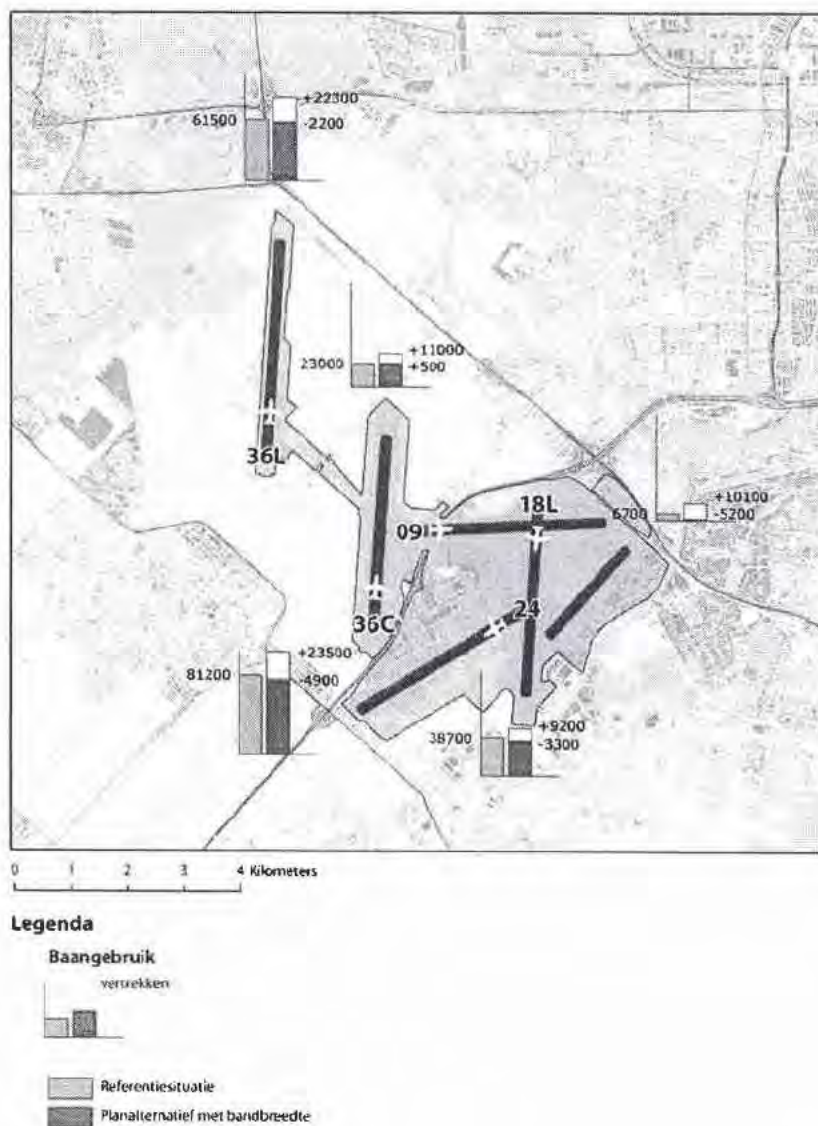 +22300
61500
-2200
+11000
23000
+500
36L
+10100
18L
6700
-5200
09
24
36C
+23500
81200
-4900
+9200
38700
-3300
0 1 2 3 4 Kilometers
Legenda
Baangebruik
vertrekken
Referentiesituatie
Planalternatief met bandbreedte